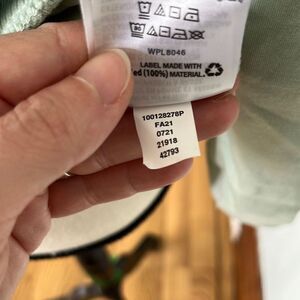 WPL8046
LABEL MADE WITH
ed (100%) MATERIAL.
100128278P
FA21
0721
21918
42793